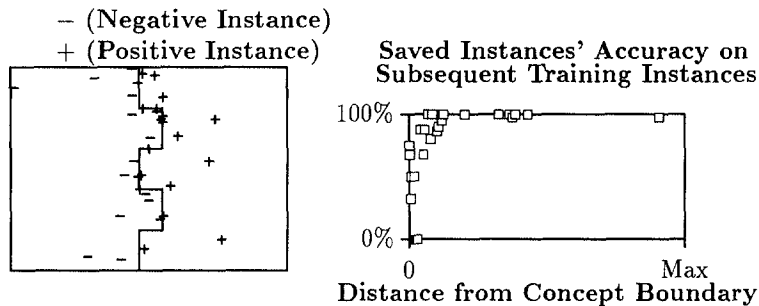 − (Negative Instance)
+ (Positive Instance)
Saved Instances' Accuracy on
Subsequent Training Instances
100%
0%
0
Max
Distance from Concept Boundary